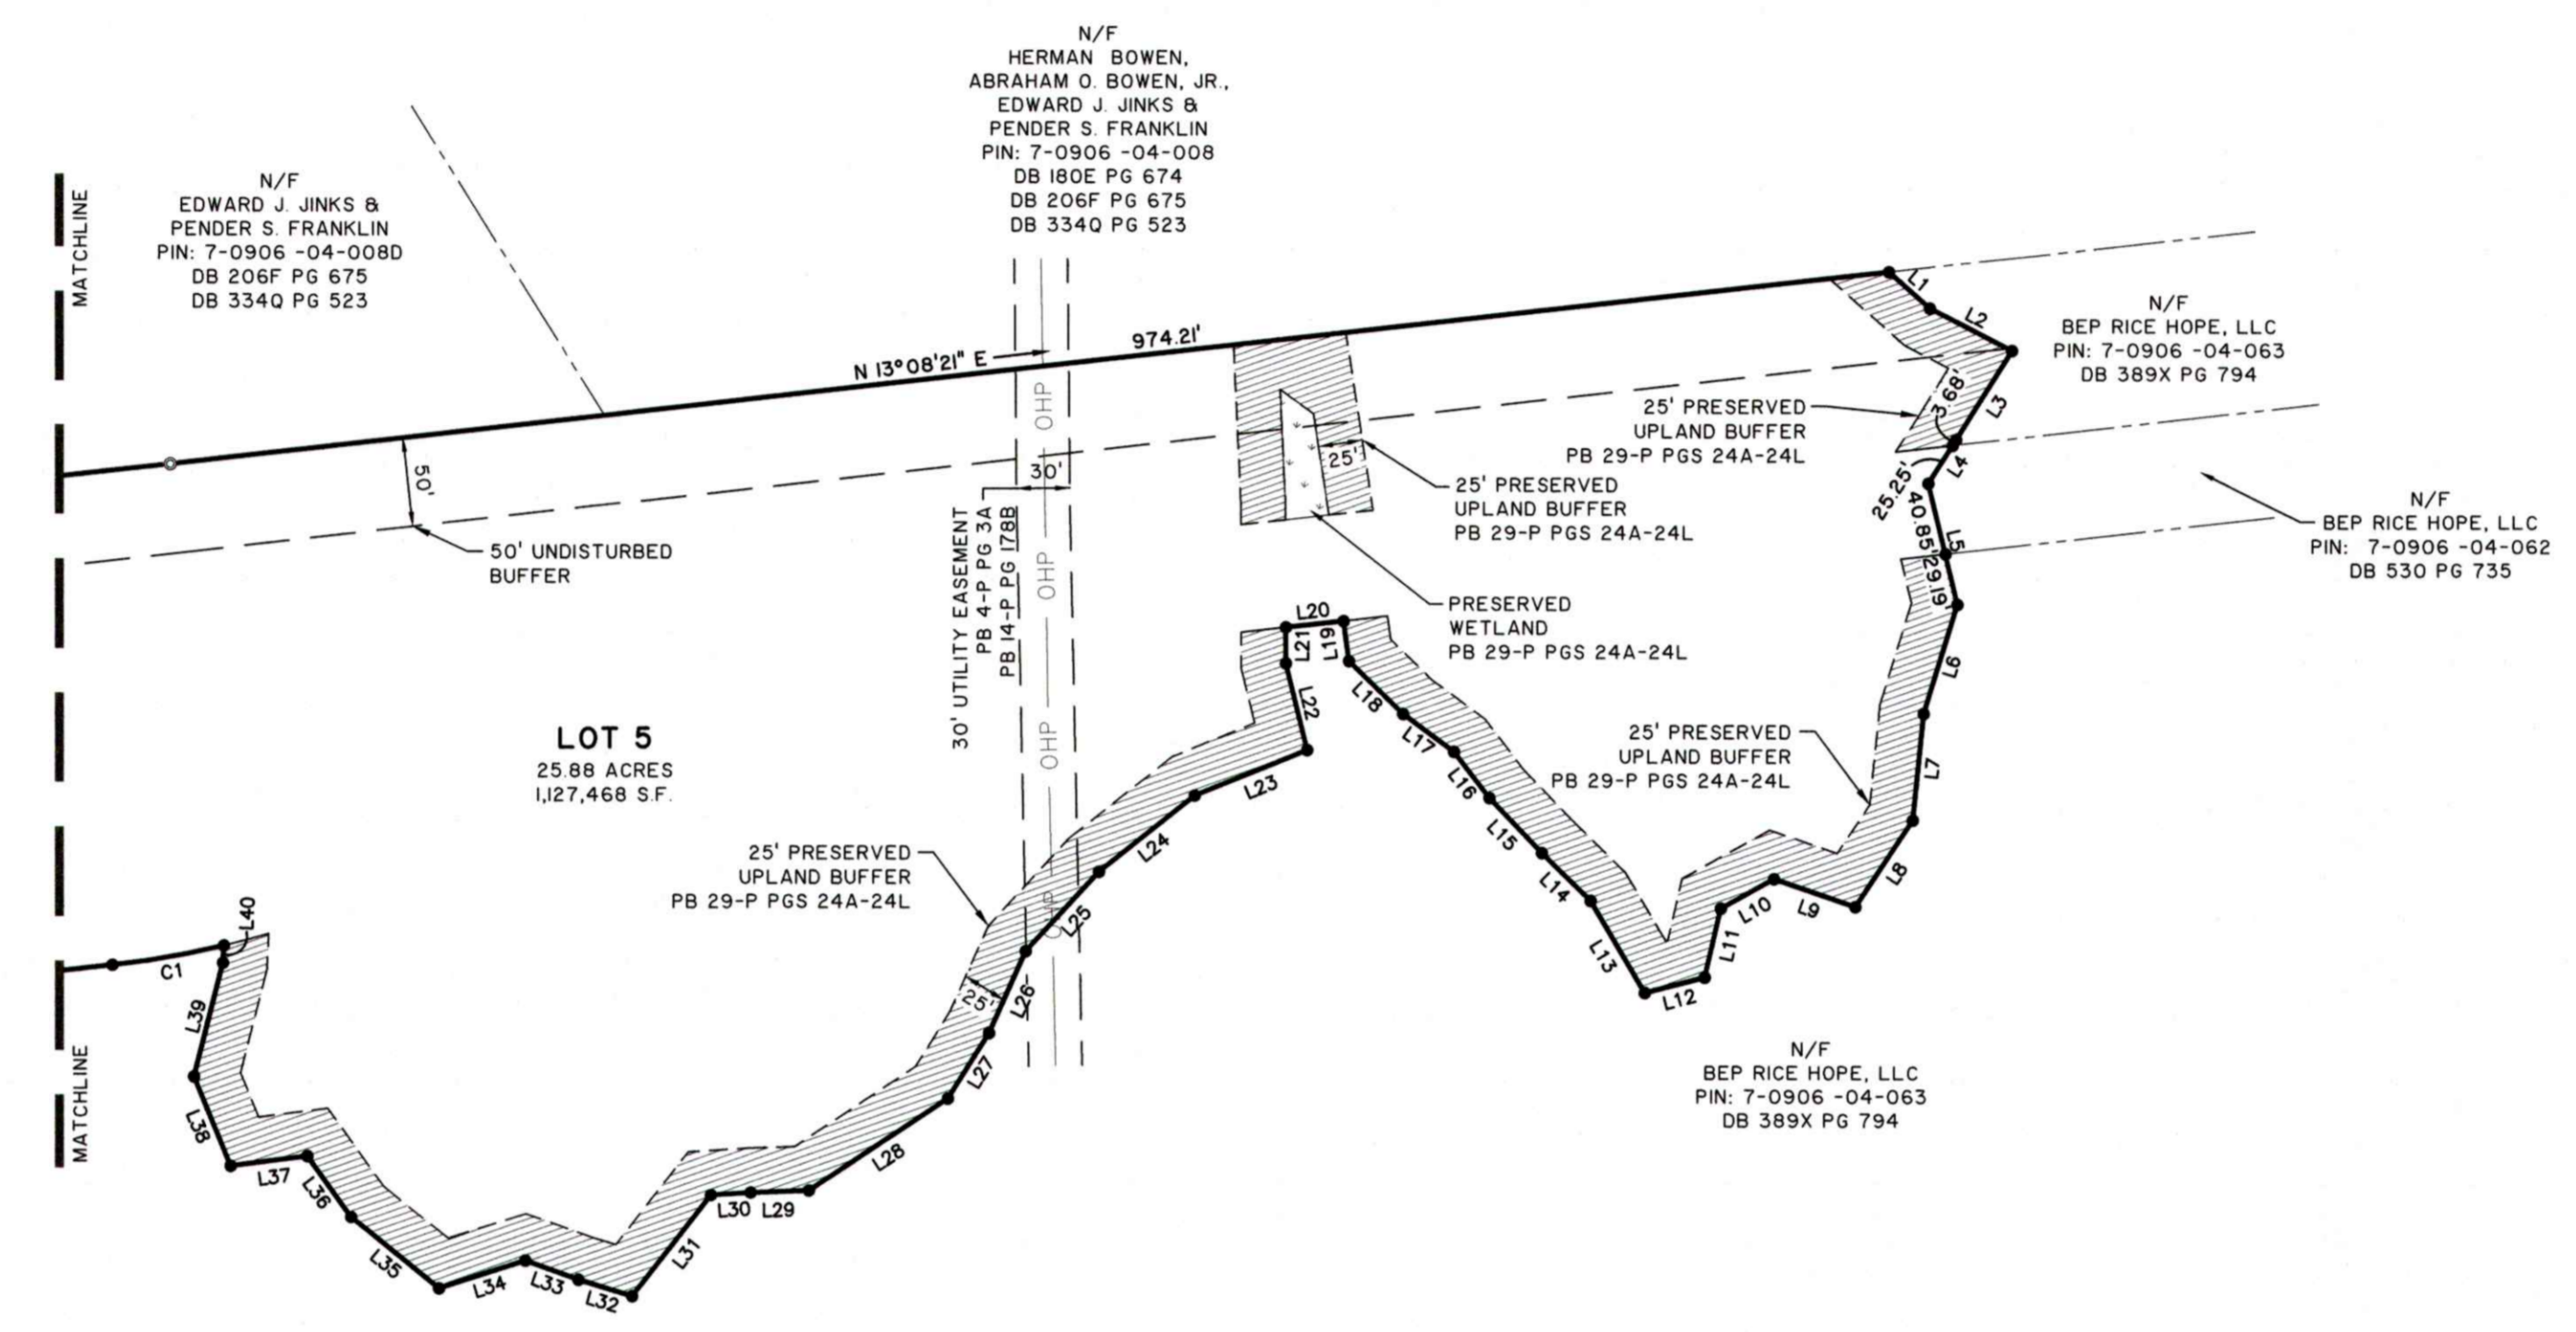 N/F
HERMAN BOWEN,
ABRAHAM O. BOWEN, JR.,
EDWARD J. JINKS &
PENDER S. FRANKLIN
PIN: 7-0906 -04-008
DB 180E PG 674
DB 206F PG 675
DB 334Q PG 523
N/F
EDWARD J. JINKS &
PENDER S. FRANKLIN
PIN: 7-0906 -04-008D
DB 206F PG 675
DB 334Q PG 523
MATCHLINE
N 13°08'21" E
974.21'
L1
L2
N/F
BEP RICE HOPE, LLC
PIN: 7-0906 -04-063
DB 389X PG 794
L3
3.68'
25' PRESERVED
UPLAND BUFFER
PB 29-P PGS 24A-24L
L4
25.25'
40.85'
L5
29.19'
N/F
BEP RICE HOPE, LLC
PIN: 7-0906 -04-062
DB 530 PG 735
50'
50' UNDISTURBED
BUFFER
OHP
30'
25'
25' PRESERVED
UPLAND BUFFER
PB 29-P PGS 24A-24L
30' UTILITY EASEMENT
PB 4-P PG 3A
PB 14-P PG 178B
OHP
OHP
OHP
PRESERVED
WETLAND
PB 29-P PGS 24A-24L
L20
L21
L19
L22
L18
L17
L16
L15
L14
L13
L12
L11
L10
L9
L8
L7
L6
25' PRESERVED
UPLAND BUFFER
PB 29-P PGS 24A-24L
LOT 5
25.88 ACRES
1,127,468 S.F.
25' PRESERVED
UPLAND BUFFER
PB 29-P PGS 24A-24L
L23
L24
L25
L26
25'
L27
L28
L29
L30
L31
L32
L33
L34
L35
L36
L37
L38
L39
L40
C1
MATCHLINE
N/F
BEP RICE HOPE, LLC
PIN: 7-0906 -04-063
DB 389X PG 794